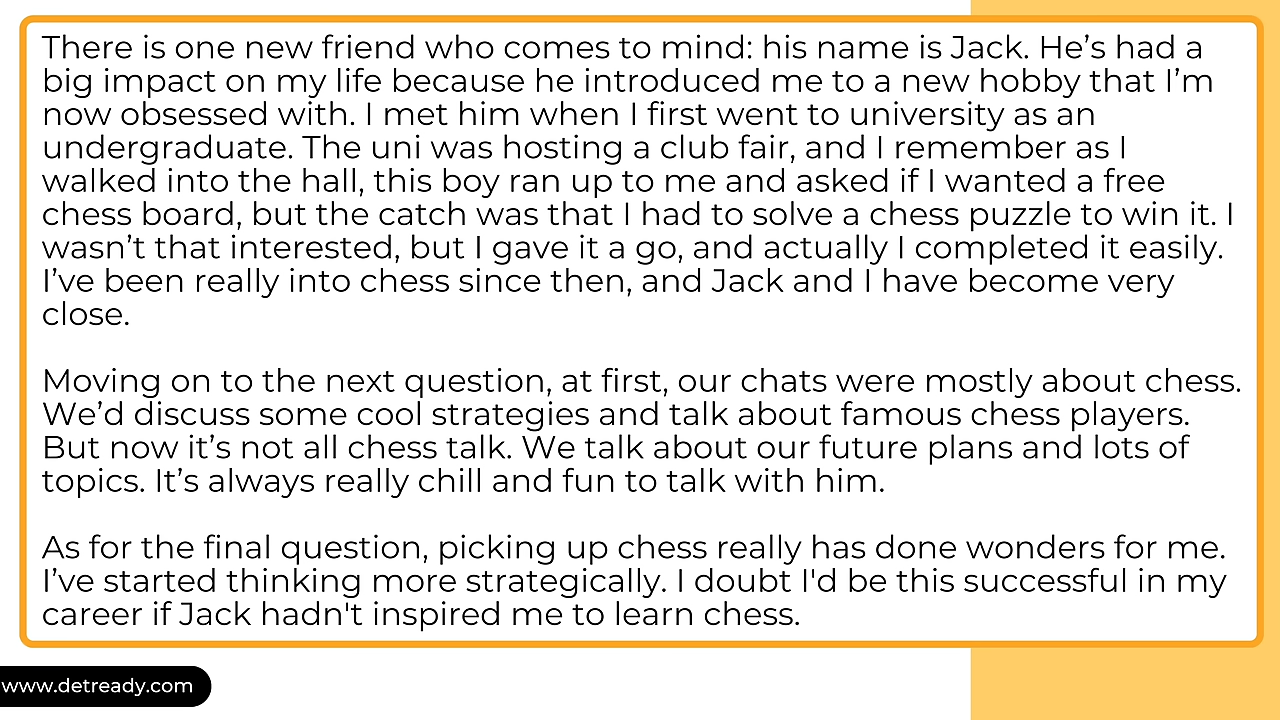 There is one new friend who comes to mind: his name is Jack. He’s had a
big impact on my life because he introduced me to a new hobby that I’m
now obsessed with. I met him when I first went to university as an
undergraduate. The uni was hosting a club fair, and I remember as I
walked into the hall, this boy ran up to me and asked if I wanted a free
chess board, but the catch was that I had to solve a chess puzzle to win it. I
wasn’t that interested, but I gave it a go, and actually I completed it easily.
I’ve been really into chess since then, and Jack and I have become very
close.
Moving on to the next question, at first, our chats were mostly about chess.
We’d discuss some cool strategies and talk about famous chess players.
But now it’s not all chess talk. We talk about our future plans and lots of
topics. It’s always really chill and fun to talk with him.
As for the final question, picking up chess really has done wonders for me.
I’ve started thinking more strategically. I doubt I'd be this successful in my
career if Jack hadn't inspired me to learn chess.
www.detready.com